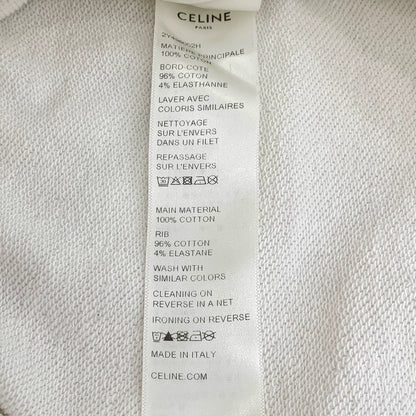 CELINE
PARIS
MATIERE PRINCIPALE
100% COTON
BORD-COTE
96% COTON
4% ELASTHANNE
LAVER AVEC
COLORIS SIMILAIRES
NETTOYAGE
SUR L'ENVERS
DANS UN FILET
REPASSAGE
SUR L'ENVERS
MAIN MATERIAL
100% COTTON
RIB
96% COTTON
4% ELASTANE
WASH WITH
SIMILAR COLORS
CLEANING ON
REVERSE IN A NET
IRONING ON REVERSE
MADE IN ITALY
CELINE.COM